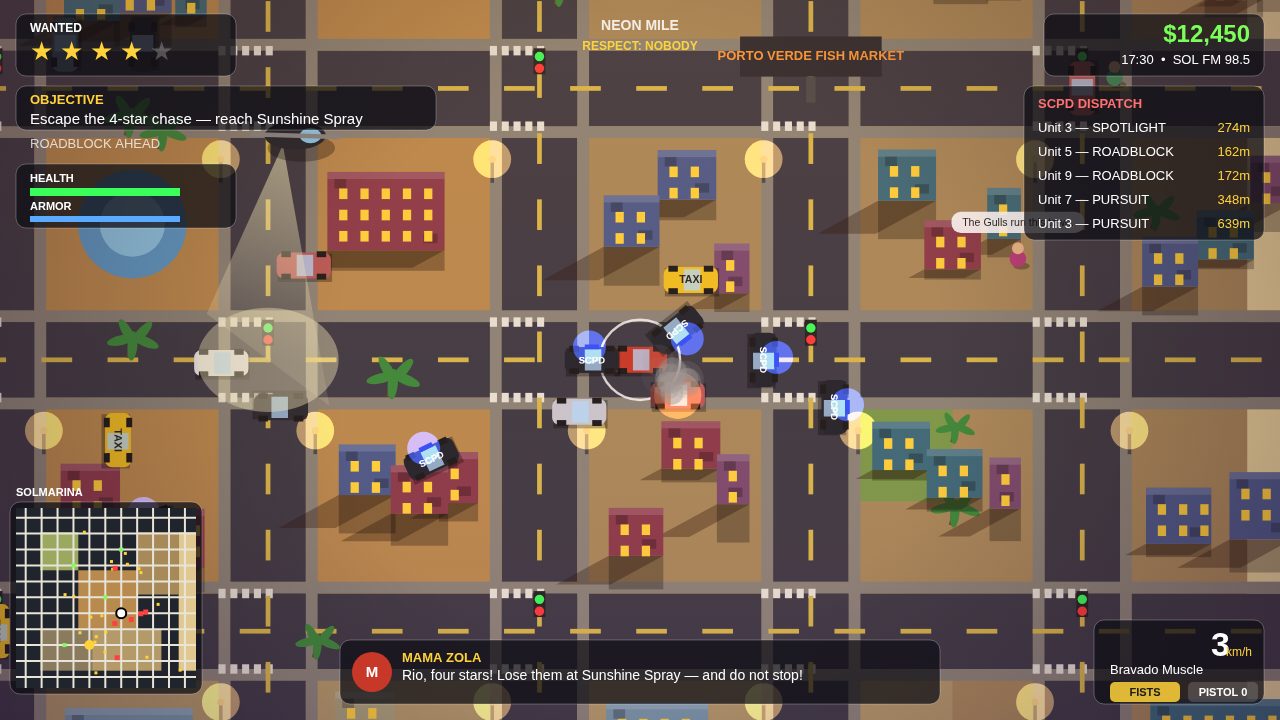 WANTED
NEON MILE
RESPECT: NOBODY
PORTO VERDE FISH MARKET
$12,450
17:30 • SOL FM 98.5
OBJECTIVE
Escape the 4-star chase — reach Sunshine Spray
ROADBLOCK AHEAD
HEALTH
ARMOR
SCPD DISPATCH
Unit 3 — SPOTLIGHT 274m
Unit 5 — ROADBLOCK 162m
Unit 9 — ROADBLOCK 172m
Unit 7 — PURSUIT 348m
Unit 3 — PURSUIT 639m
The Gulls run
TAXI
SCPD
SCPD
SCPD
SCPD
TAXI
SCPD
SOLMARINA
M
MAMA ZOLA
Rio, four stars! Lose them at Sunshine Spray — and do not stop!
3 km/h
Bravado Muscle
FISTS
PISTOL 0